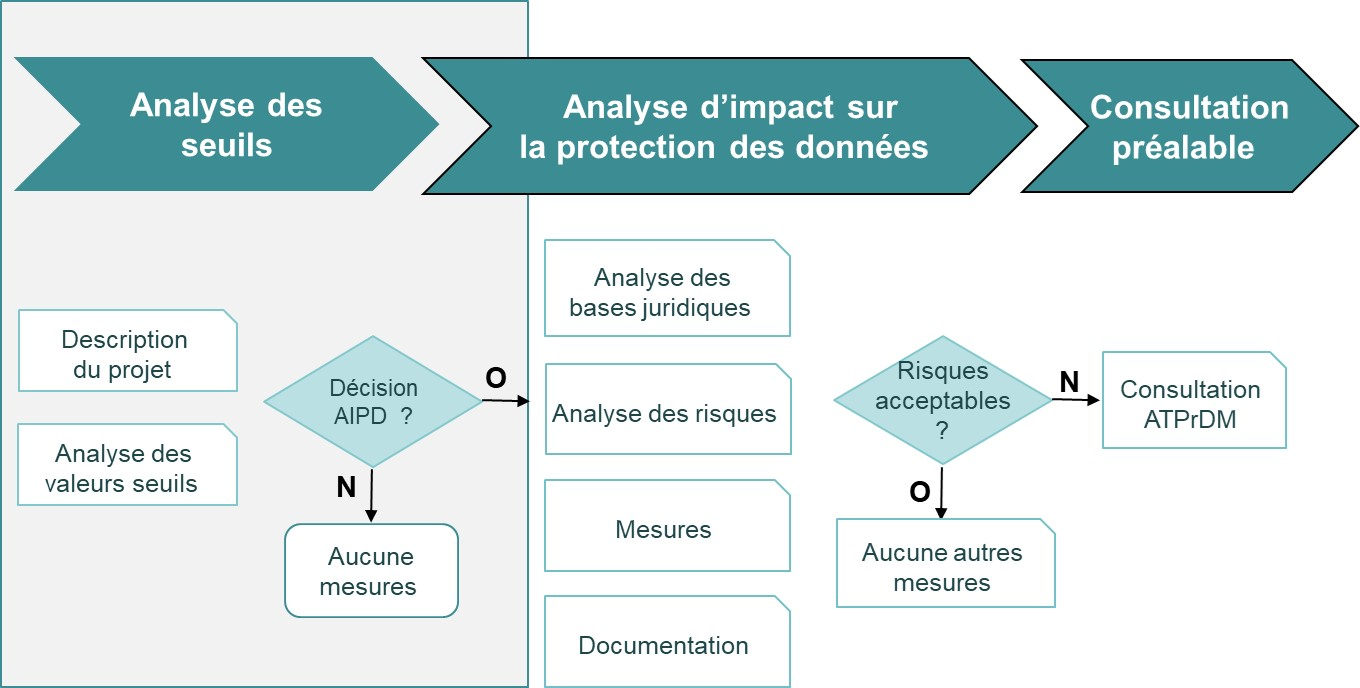 Analyse des
seuils
Analyse d’impact sur
la protection des données
Consultation
préalable
Description
du projet
Analyse des
valeurs seuils
Décision
AIPD ?
O
N
Aucune
mesures
Analyse des
bases juridiques
Analyse des risques
Mesures
Documentation
Risques
acceptables
?
N
O
Consultation
ATPrDM
Aucune autres
mesures